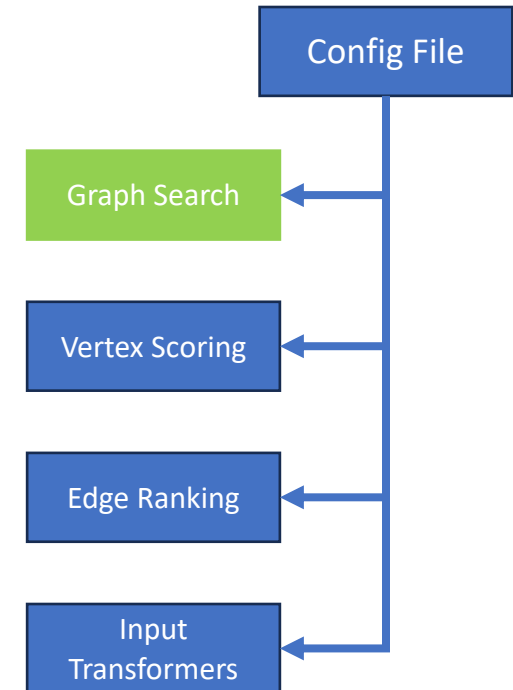 Config File
Graph Search
Vertex Scoring
Edge Ranking
Input
Transformers